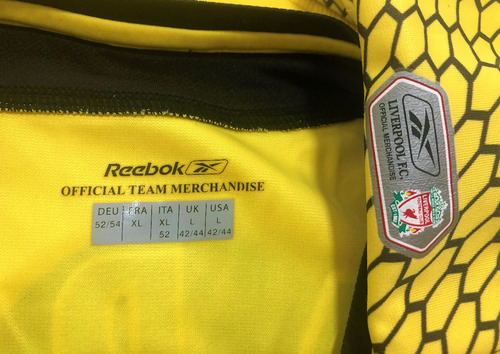 Reebok
OFFICIAL TEAM MERCHANDISE
DEU FRA ITA UK USA
52/54 XL XL L L
52 42/44 42/44
LIVERPOOL F.C.
OFFICIAL MERCHANDISE
LIVERPOOL